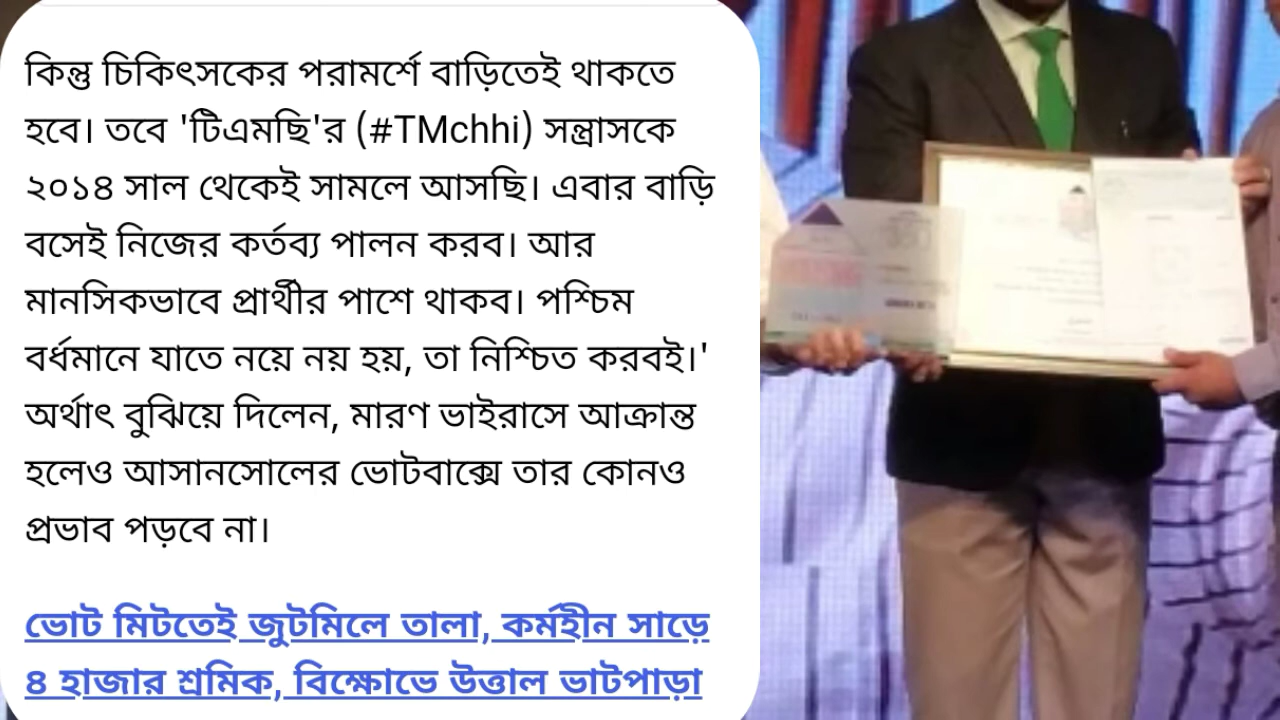 কিন্তু চিকিৎসকের পরামর্শে বাড়িতেই থাকতে
হবে। তবে 'টিএমছি'র (#TMchhi) সন্ত্রাসকে
২০১৪ সাল থেকেই সামলে আসছি। এবার বাড়ি
বসেই নিজের কর্তব্য পালন করব। আর
মানসিকভাবে প্রার্থীর পাশে থাকব। পশ্চিম
বর্ধমানে যাতে নয়ে নয় হয়, তা নিশ্চিত করবই।'
অর্থাৎ বুঝিয়ে দিলেন, মারণ ভাইরাসে আক্রান্ত
হলেও আসানসোলের ভোটবাক্সে তার কোনও
প্রভাব পড়বে না।
ভোট মিটতেই জুটমিলে তালা, কর্মহীন সাড়ে
৪ হাজার শ্রমিক, বিক্ষোভে উত্তাল ভাটপাড়া